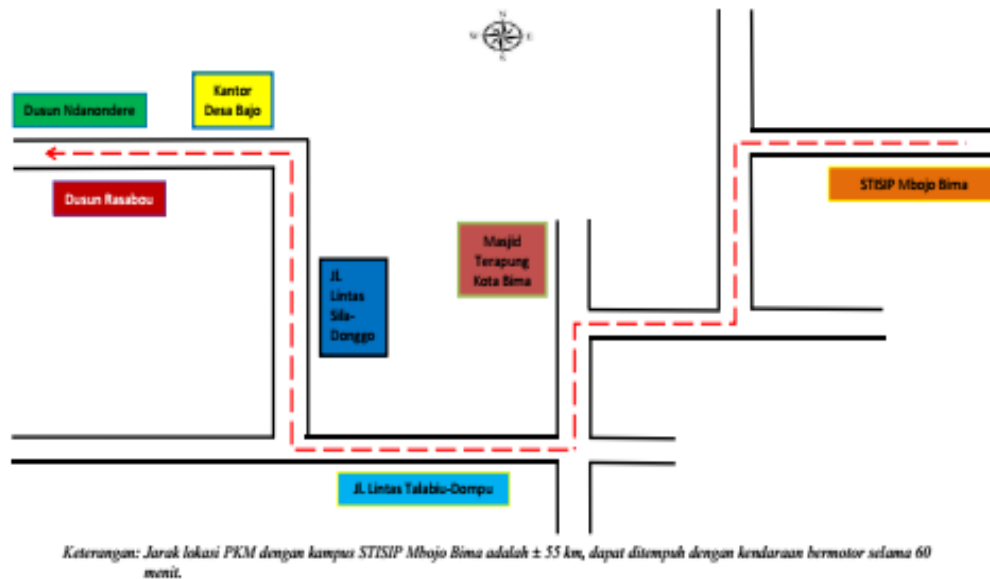 N
W E
S
Kantor
Desa Bajo
Dusun Ndanondere
Dusun Rasabou
STISIP Mbojo Bima
Masjid
Terapung
Kota Bima
Jl.
Lintas
Sila-
Donggo
Jl. Lintas Talabiu-Dompu
Keterangan: Jarak lokasi PKM dengan kampus STISIP Mbojo Bima adalah ± 55 km, dapat ditempuh dengan kendaraan bermotor selama 60
menit.